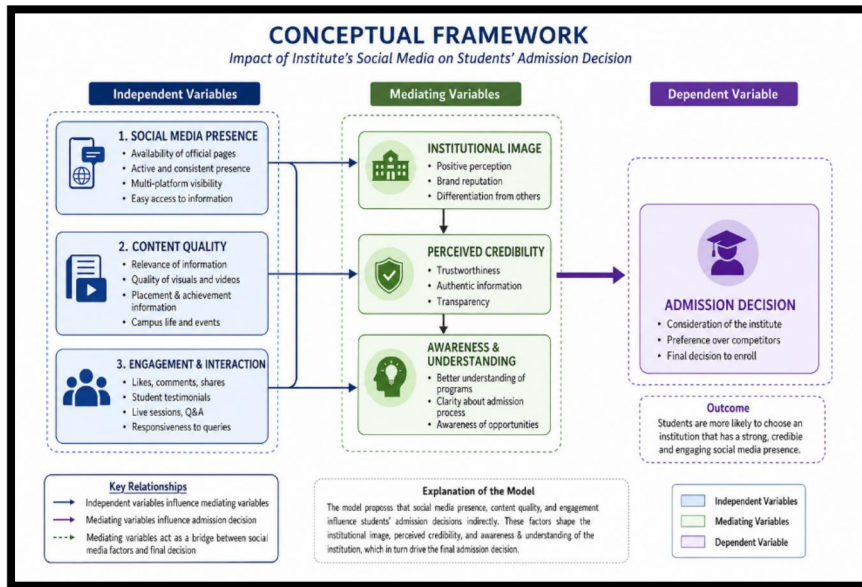 CONCEPTUAL FRAMEWORK
Impact of Institute's Social Media on Students' Admission Decision
Independent Variables
1. SOCIAL MEDIA PRESENCE
• Availability of official pages
• Active and consistent presence
• Multi-platform visibility
• Easy access to information
2. CONTENT QUALITY
• Relevance of information
• Quality of visuals and videos
• Placement & achievement
information
• Campus life and events
3. ENGAGEMENT & INTERACTION
• Likes, comments, shares
• Student testimonials
• Live sessions, Q&A
• Responsiveness to queries
Mediating Variables
INSTITUTIONAL IMAGE
• Positive perception
• Brand reputation
• Differentiation from others
PERCEIVED CREDIBILITY
• Trustworthiness
• Authentic information
• Transparency
AWARENESS &
UNDERSTANDING
• Better understanding of
programs
• Clarity about admission
process
• Awareness of opportunities
Dependent Variable
ADMISSION DECISION
• Consideration of the institute
• Preference over competitors
• Final decision to enroll
Outcome
Students are more likely to choose an
institution that has a strong, credible
and engaging social media presence.
Key Relationships
Independent variables influence mediating variables
Mediating variables influence admission decision
Mediating variables act as a bridge between social
media factors and final decision
Explanation of the Model
The model proposes that social media presence, content quality, and engagement
influence students' admission decisions indirectly. These factors shape the
institutional image, perceived credibility, and awareness & understanding of the
institution, which in turn drive the final admission decision.
Independent Variables
Mediating Variables
Dependent Variable